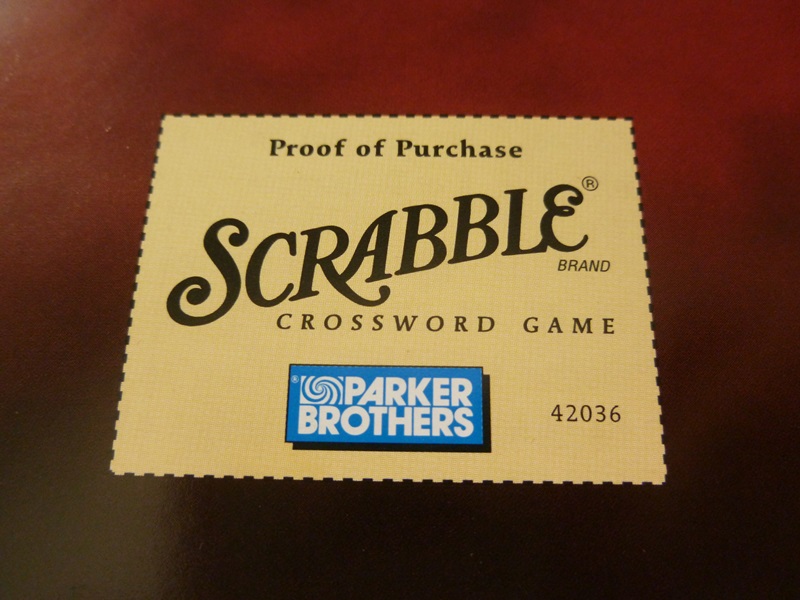 Proof of Purchase
SCRABBLE®
BRAND
CROSSWORD GAME
® PARKER
BROTHERS
42036